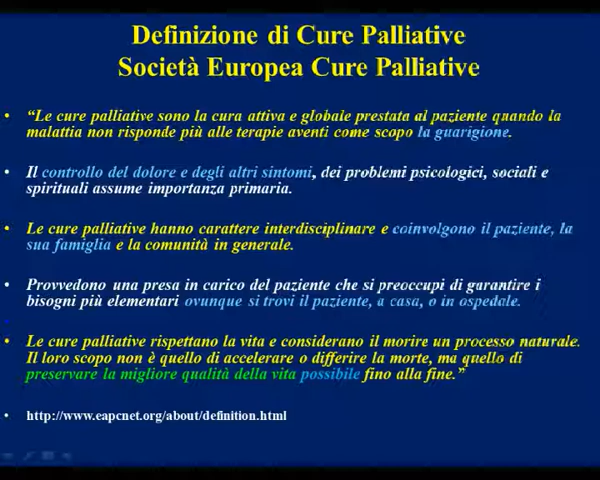 Definizione di Cure Palliative
Società Europea Cure Palliative
• “Le cure palliative sono la cura attiva e globale prestata al paziente quando la
malattia non risponde più alle terapie aventi come scopo la guarigione.
• Il controllo del dolore e degli altri sintomi, dei problemi psicologici, sociali e
spirituali assume importanza primaria.
• Le cure palliative hanno carattere interdisciplinare e coinvolgono il paziente, la
sua famiglia e la comunità in generale.
• Provvedono una presa in carico del paziente che si preoccupi di garantire i
bisogni più elementari ovunque si trovi il paziente, a casa, o in ospedale.
• Le cure palliative rispettano la vita e considerano il morire un processo naturale.
Il loro scopo non è quello di accelerare o differire la morte, ma quello di
preservare la migliore qualità della vita possibile fino alla fine.”
• http://www.eapcnet.org/about/definition.html